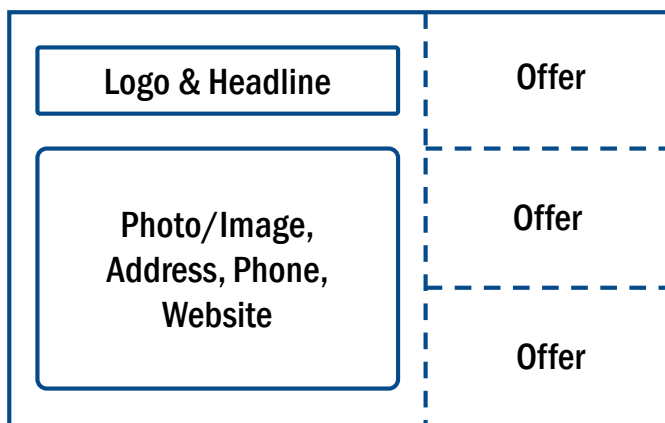 Logo & Headline
Photo/Image,
Address, Phone,
Website
Offer
Offer
Offer